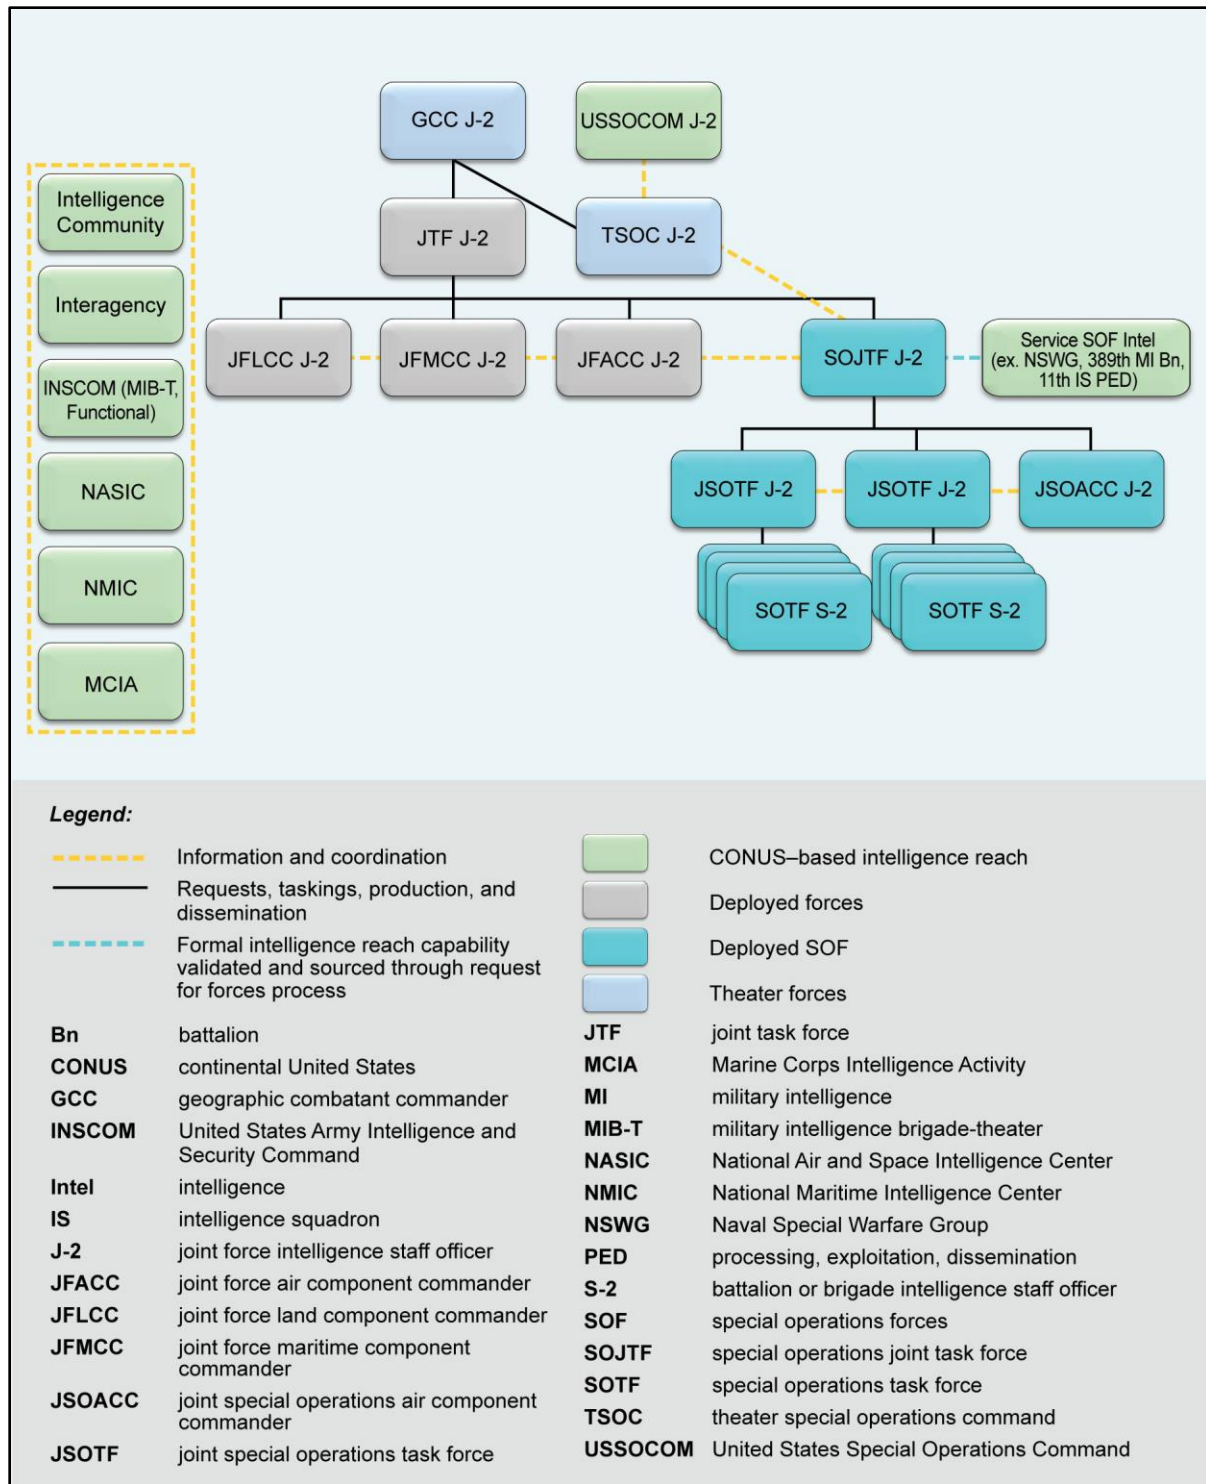 GCC J-2
USSOCOM J-2
Intelligence
Community
JTF J-2
TSOC J-2
Interagency
JFLCC J-2
JFMCC J-2
JFACC J-2
SOJTF J-2
Service SOF Intel
(ex. NSWG, 389th MI Bn,
11th IS PED)
INSCOM (MIB-T,
Functional)
NASIC
JSOTF J-2
JSOTF J-2
JSOACC J-2
NMIC
SOTF S-2
SOTF S-2
MCIA
Legend:
Information and coordination
Requests, taskings, production, and
dissemination
Formal intelligence reach capability
validated and sourced through request
for forces process
Bn battalion
CONUS continental United States
GCC geographic combatant commander
INSCOM United States Army Intelligence and
Security Command
Intel intelligence
IS intelligence squadron
J-2 joint force intelligence staff officer
JFACC joint force air component commander
JFLCC joint force land component commander
JFMCC joint force maritime component
commander
JSOACC joint special operations air component
commander
JSOTF joint special operations task force
CONUS–based intelligence reach
Deployed forces
Deployed SOF
Theater forces
JTF joint task force
MCIA Marine Corps Intelligence Activity
MI military intelligence
MIB-T military intelligence brigade-theater
NASIC National Air and Space Intelligence Center
NMIC National Maritime Intelligence Center
NSWG Naval Special Warfare Group
PED processing, exploitation, dissemination
S-2 battalion or brigade intelligence staff officer
SOF special operations forces
SOJTF special operations joint task force
SOTF special operations task force
TSOC theater special operations command
USSOCOM United States Special Operations Command